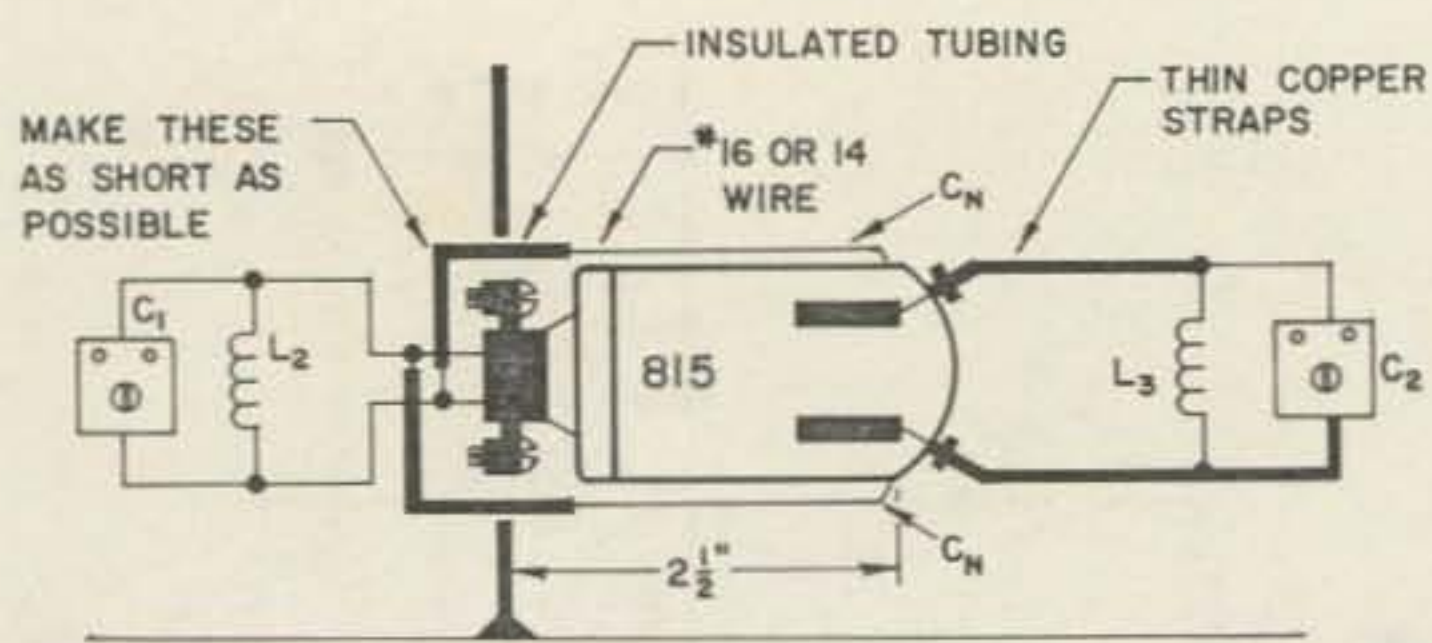 INSULATED TUBING
THIN COPPER
STRAPS
MAKE THESE
AS SHORT AS
POSSIBLE
#16 OR 14
WIRE
CN
C1
L2
815
L3
C2
CN
2 1/2"